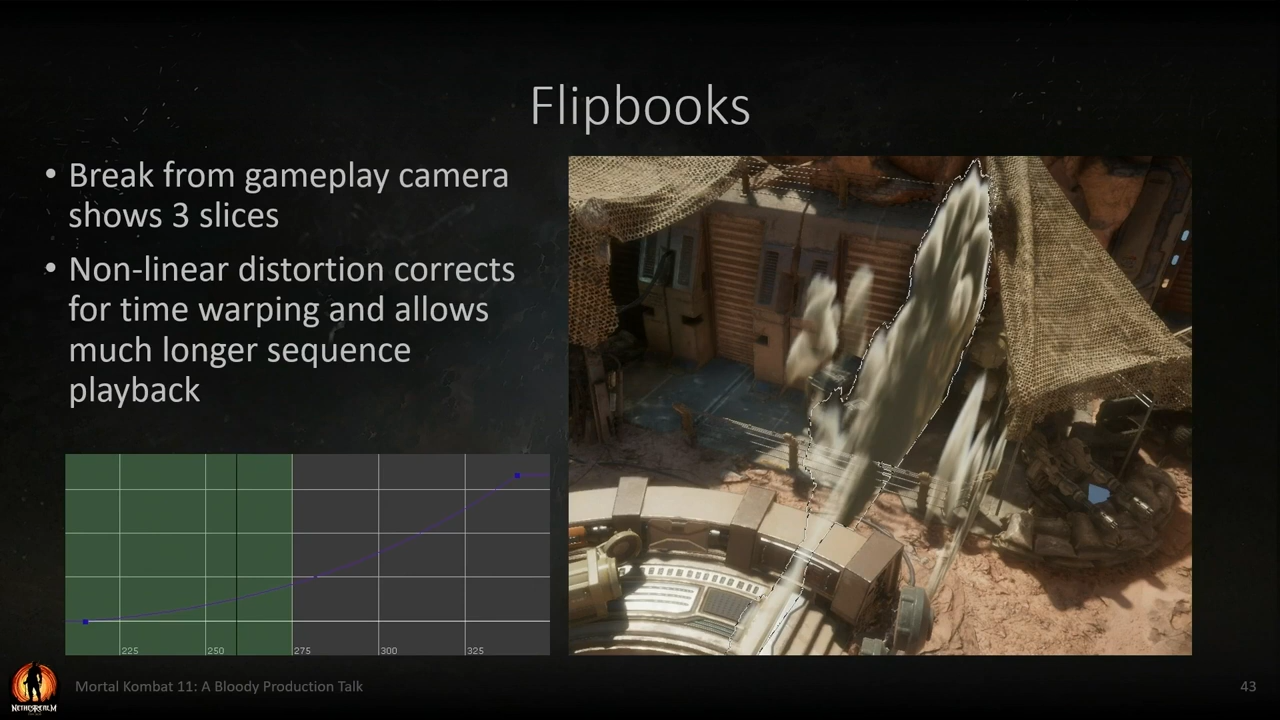 Flipbooks
• Break from gameplay camera
shows 3 slices
• Non-linear distortion corrects
for time warping and allows
much longer sequence
playback
225 250 275 300 325
NETHERREALM
Mortal Kombat 11: A Bloody Production Talk
43